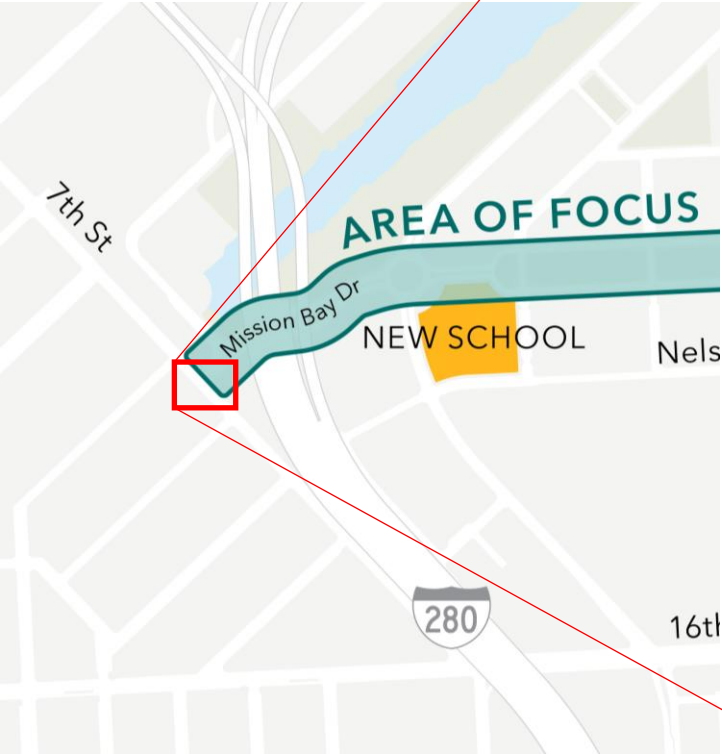 7th St
AREA OF FOCUS
Mission Bay Dr
NEW SCHOOL
Nels
280
16th